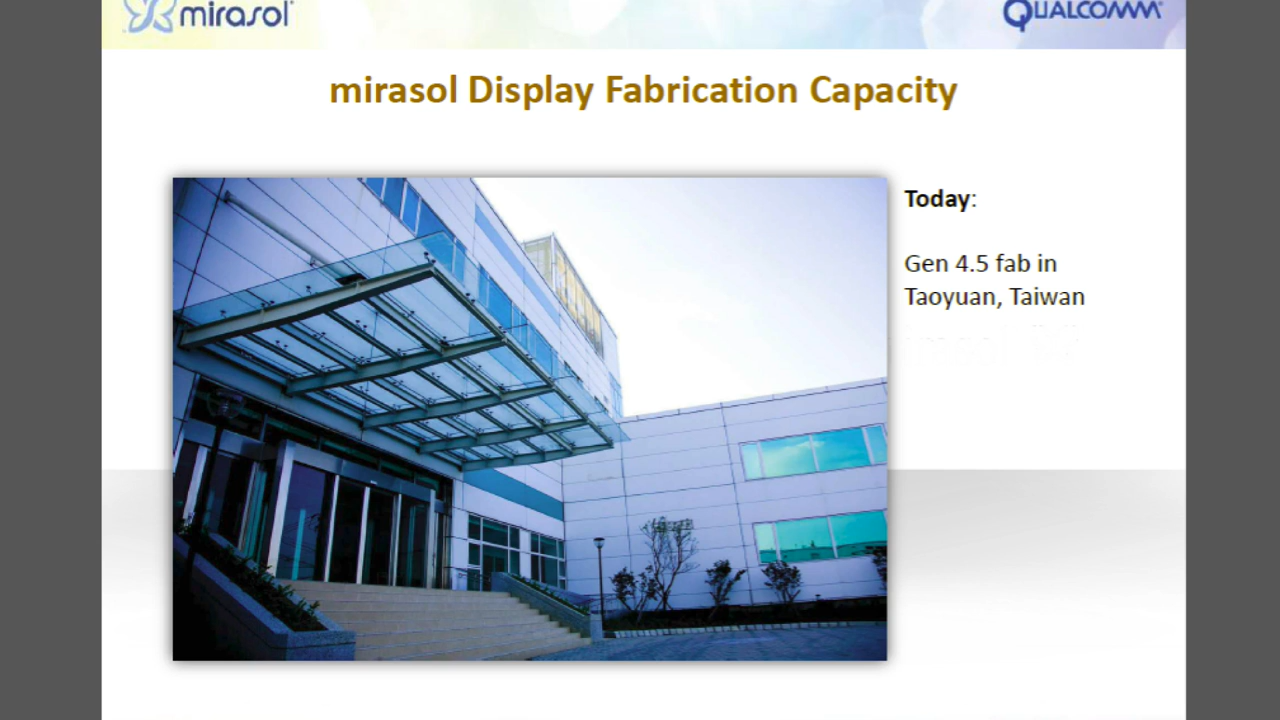 mirasol
QUALCOMM
mirasol Display Fabrication Capacity
Today:
Gen 4.5 fab in
Taoyuan, Taiwan